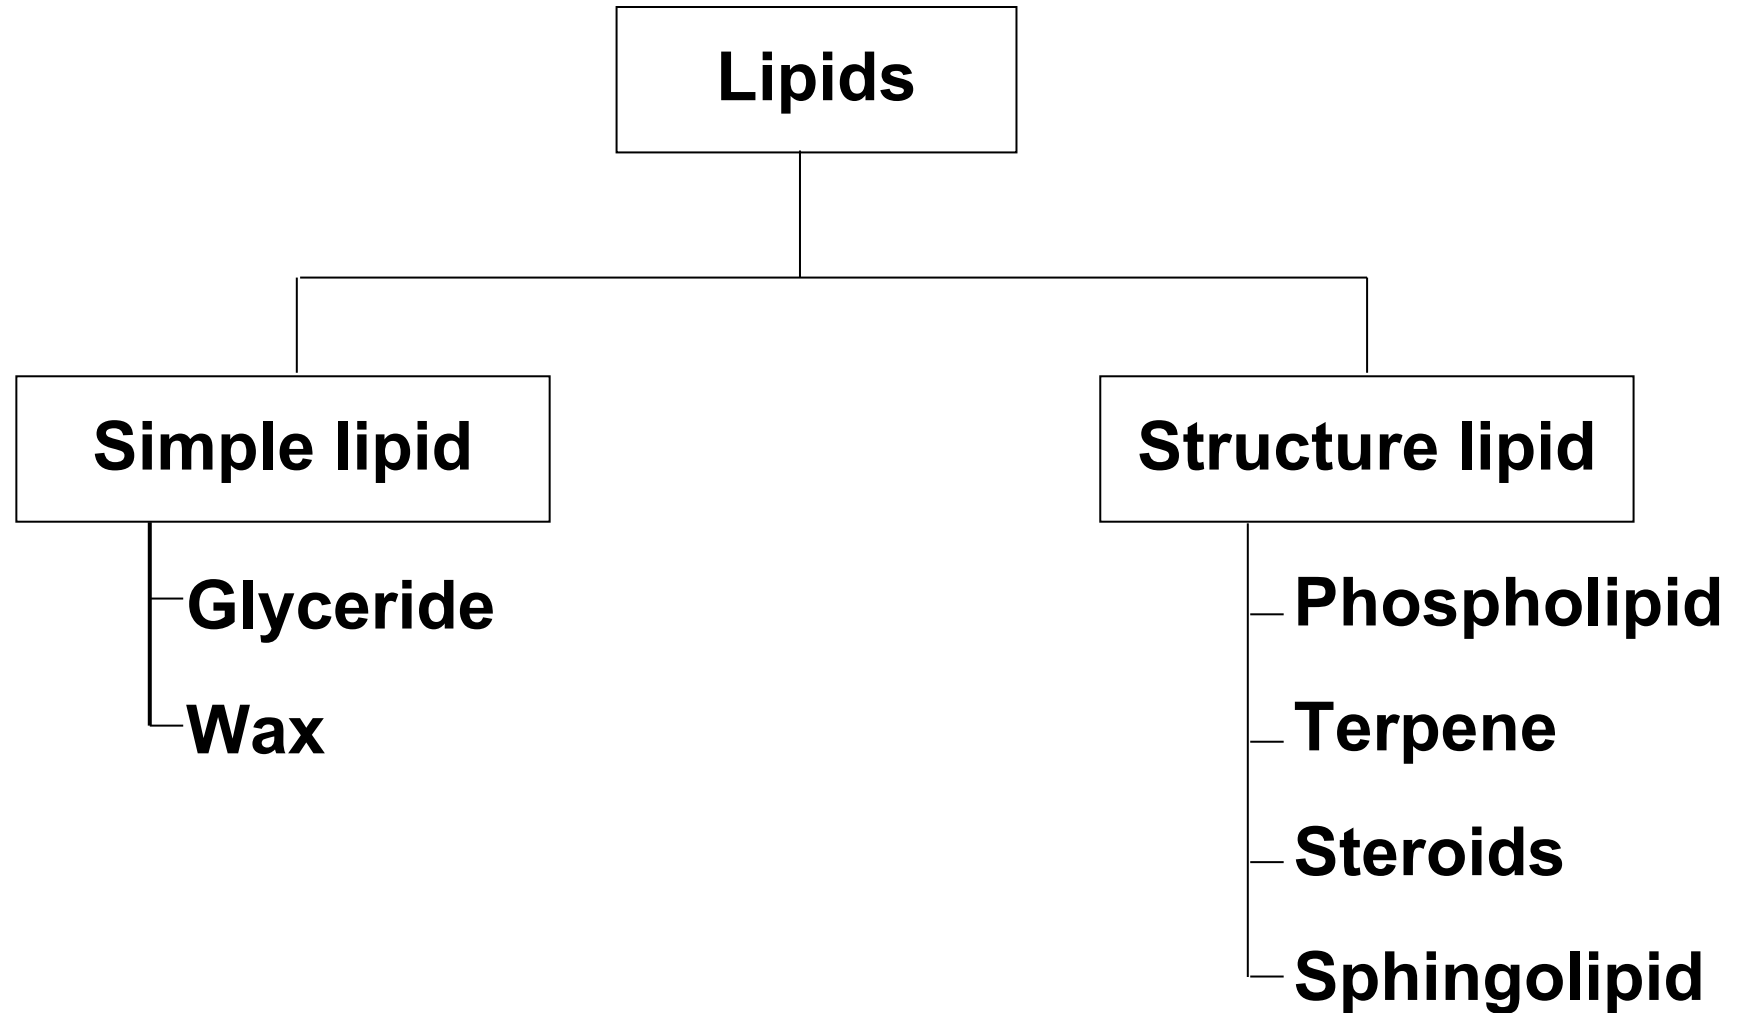 Lipids
Simple lipid
Structure lipid
Glyceride
Wax
Phospholipid
Terpene
Steroids
Sphingolipid